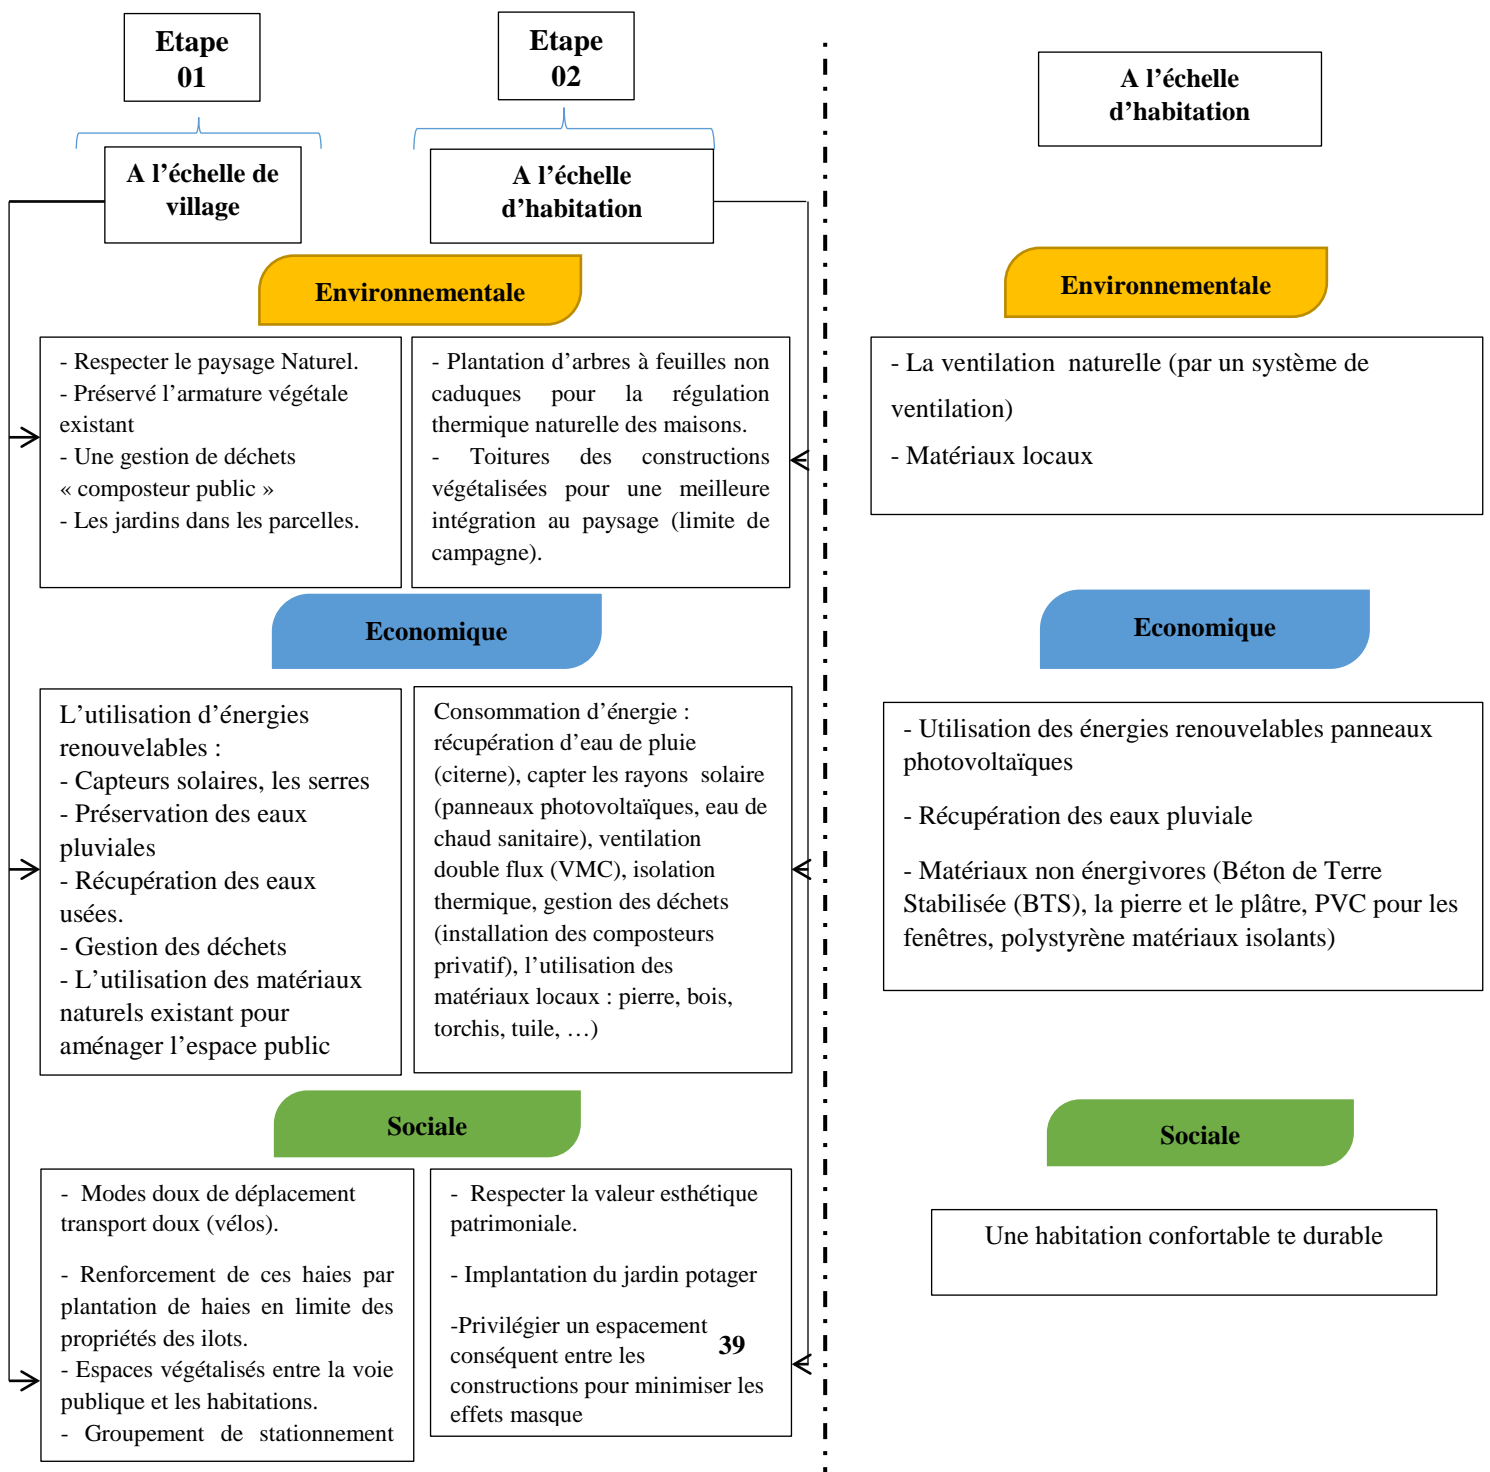 Etape
01
Etape
02
A l’échelle de
village
A l’échelle
d’habitation
Environnementale
- Respecter le paysage Naturel.
- Préservé l’armature végétale
existant
- Une gestion de déchets
« composteur public »
- Les jardins dans les parcelles.
- Plantation d’arbres à feuilles non
caduques pour la régulation
thermique naturelle des maisons.
- Toitures des constructions
végétalisées pour une meilleure
intégration au paysage (limite de
campagne).
Economique
L’utilisation d’énergies
renouvelables :
- Capteurs solaires, les serres
- Préservation des eaux
pluviales
- Récupération des eaux
usées.
- Gestion des déchets
- L’utilisation des matériaux
naturels existant pour
aménager l’espace public
Consommation d’énergie :
récupération d’eau de pluie
(citerne), capter les rayons solaire
(panneaux photovoltaïques, eau de
chaud sanitaire), ventilation
double flux (VMC), isolation
thermique, gestion des déchets
(installation des composteurs
privatif), l’utilisation des
matériaux locaux : pierre, bois,
torchis, tuile, …)
Sociale
- Modes doux de déplacement
transport doux (vélos).
- Renforcement de ces haies par
plantation de haies en limite des
propriétés des ilots.
- Espaces végétalisés entre la voie
publique et les habitations.
- Groupement de stationnement
- Respecter la valeur esthétique
patrimoniale.
- Implantation du jardin potager
-Privilégier un espacement
conséquent entre les
constructions pour minimiser les
effets masque
39
A l’échelle
d’habitation
Environnementale
- La ventilation naturelle (par un système de
ventilation)
- Matériaux locaux
Economique
- Utilisation des énergies renouvelables panneaux
photovoltaïques
- Récupération des eaux pluviale
- Matériaux non énergivores (Béton de Terre
Stabilisée (BTS), la pierre et le plâtre, PVC pour les
fenêtres, polystyrène matériaux isolants)
Sociale
Une habitation confortable te durable